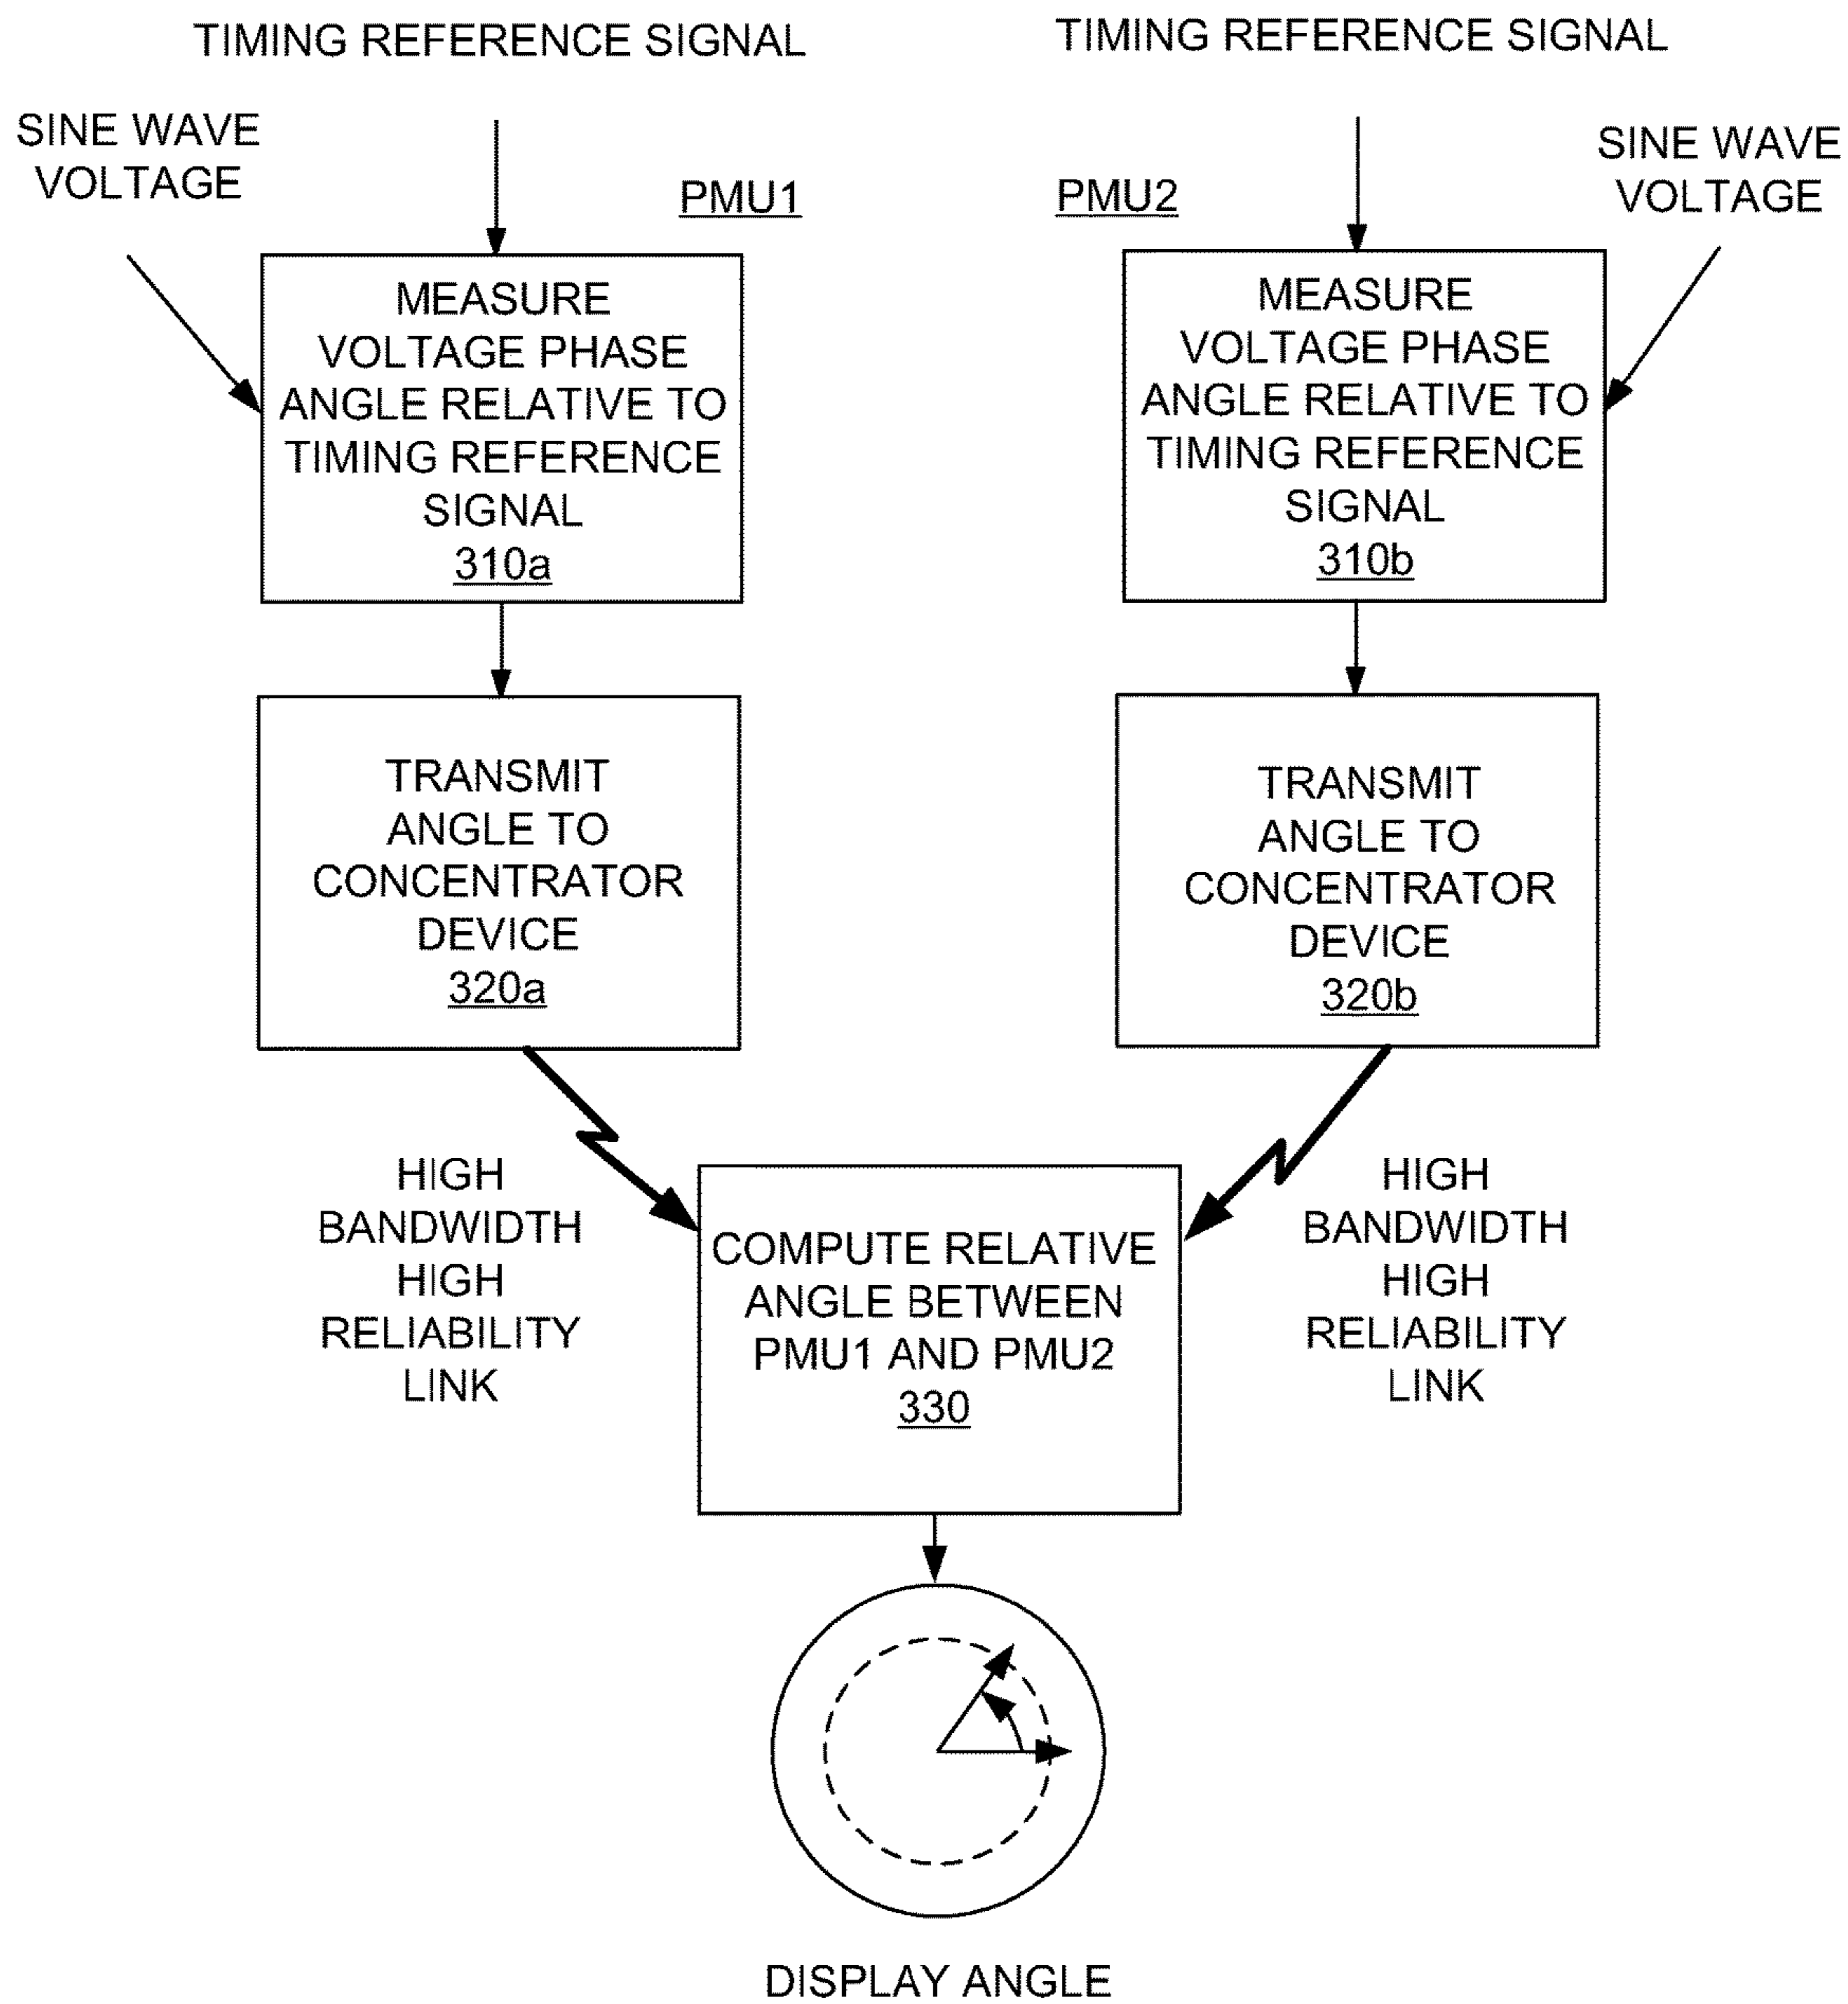 TIMING REFERENCE SIGNAL
TIMING REFERENCE SIGNAL
SINE WAVE
VOLTAGE
PMU1
PMU2
SINE WAVE
VOLTAGE
MEASURE
VOLTAGE PHASE
ANGLE RELATIVE TO
TIMING REFERENCE
SIGNAL
310a
MEASURE
VOLTAGE PHASE
ANGLE RELATIVE TO
TIMING REFERENCE
SIGNAL
310b
TRANSMIT
ANGLE TO
CONCENTRATOR
DEVICE
320a
TRANSMIT
ANGLE TO
CONCENTRATOR
DEVICE
320b
HIGH
BANDWIDTH
HIGH
RELIABILITY
LINK
COMPUTE RELATIVE
ANGLE BETWEEN
PMU1 AND PMU2
330
HIGH
BANDWIDTH
HIGH
RELIABILITY
LINK
DISPLAY ANGLE